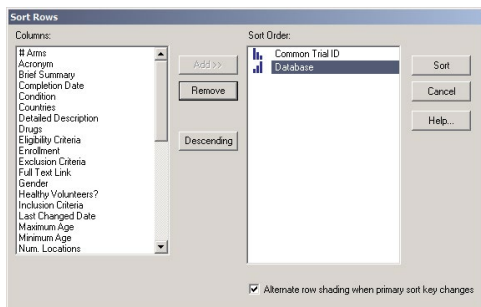 Sort Rows
Columns:
# Arms
Acronym
Brief Summary
Completion Date
Condition
Countries
Detailed Description
Drugs
Eligibility Criteria
Enrollment
Exclusion Criteria
Full Text Link
Gender
Healthy Volunteers?
Inclusion Criteria
Last Changed Date
Maximum Age
Minimum Age
Num. Locations
Add >>
Remove
Descending
Sort Order:
Common Trial ID
Database
Sort
Cancel
Help...
Alternate row shading when primary sort key changes